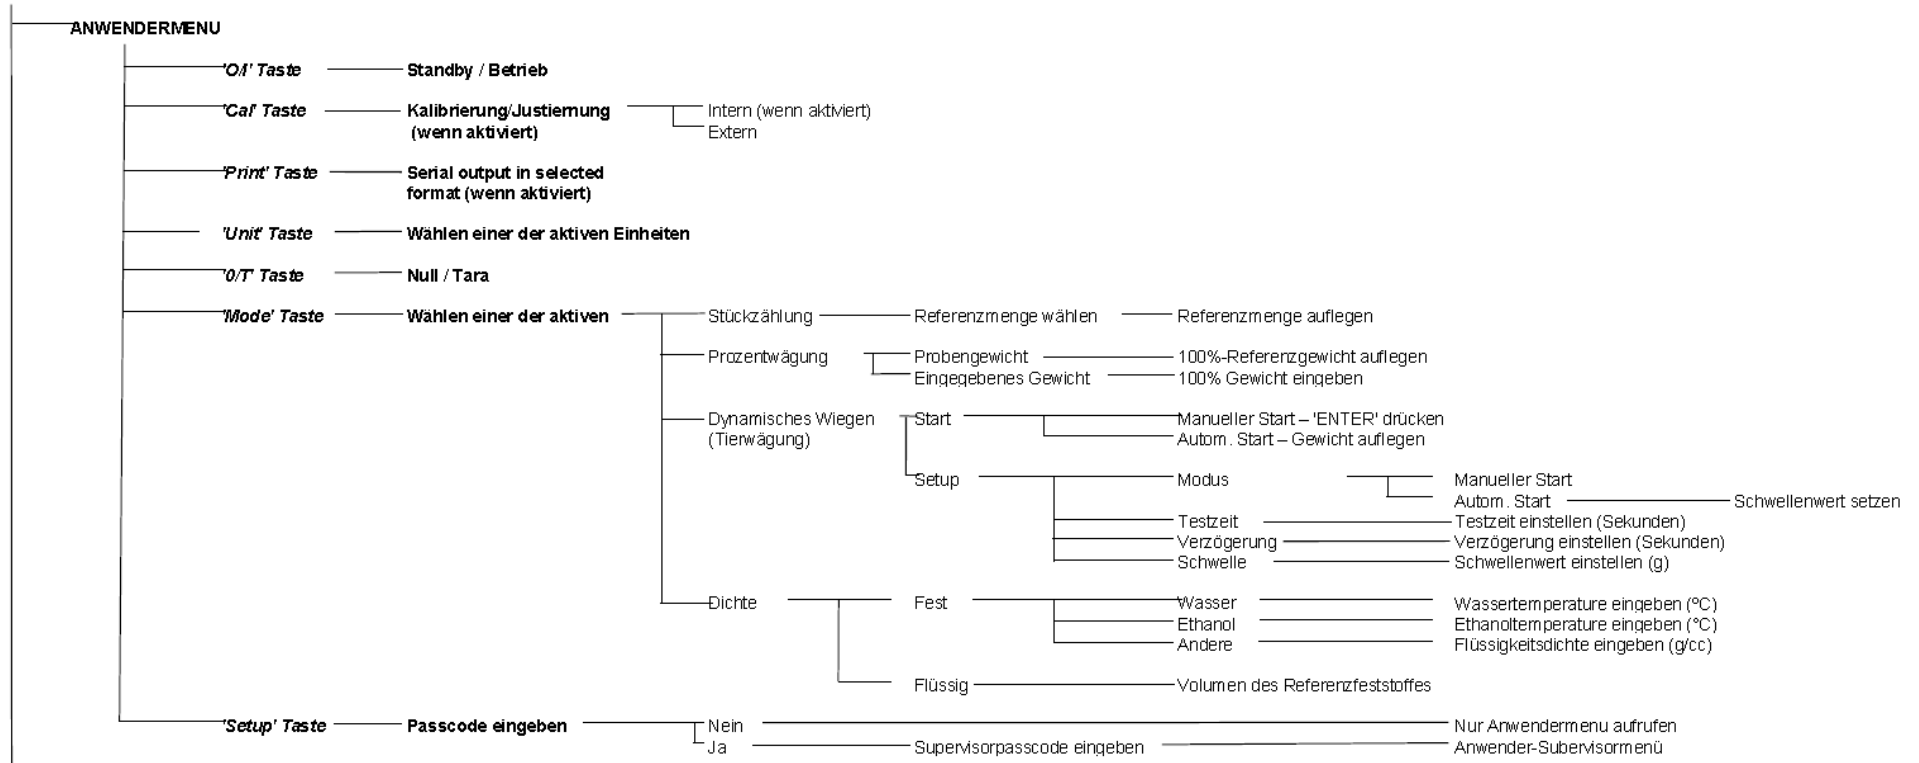 ANWENDERMENU
'O/I' Taste Standby / Betrieb
'Cal' Taste Kalibrierung/Justiernung Intern (wenn aktiviert)
(wenn aktiviert) Extern
'Print' Taste Serial output in selected
format (wenn aktiviert)
'Unit' Taste Wählen einer der aktiven Einheiten
'0/T' Taste Null / Tara
'Mode' Taste Wählen einer der aktiven Stückzählung Referenzmenge wählen Referenzmenge auflegen
Prozentwägung Probengewicht 100%-Referenzgewicht auflegen
Eingegebenes Gewicht 100% Gewicht eingeben
Dynamisches Wiegen Start Manueller Start – 'ENTER' drücken
(Tierwägung) Autom. Start – Gewicht auflegen
Setup Modus Manueller Start
Autom. Start Schwellenwert setzen
Testzeit Testzeit einstellen (Sekunden)
Verzögerung Verzögerung einstellen (Sekunden)
Schwelle Schwellenwert einstellen (g)
Dichte Fest Wasser Wassertemperature eingeben (ºC)
Ethanol Ethanoltemperature eingeben (°C)
Andere Flüssigkeitsdichte eingeben (g/cc)
Flüssig Volumen des Referenzfeststoffes
'Setup' Taste Passcode eingeben Nein Nur Anwendermenu aufrufen
Ja Supervisorpasscode eingeben Anwender-Subervisormenü